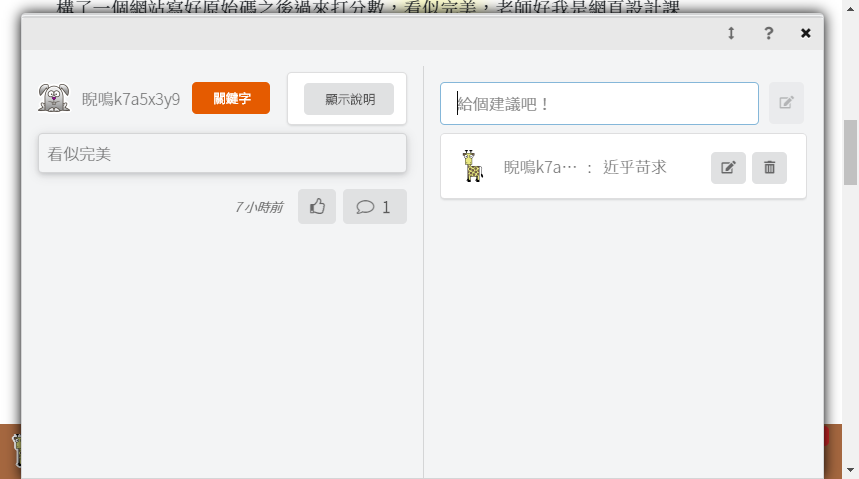 構了一個網站寫好原始碼之後過來打分數，看似完美，老師好我是網頁設計課
?
睨鳴k7a5x3y9
關鍵字
顯示說明
看似完美
7 小時前
1
給個建議吧！
睨鳴k7a… ： 近乎苛求